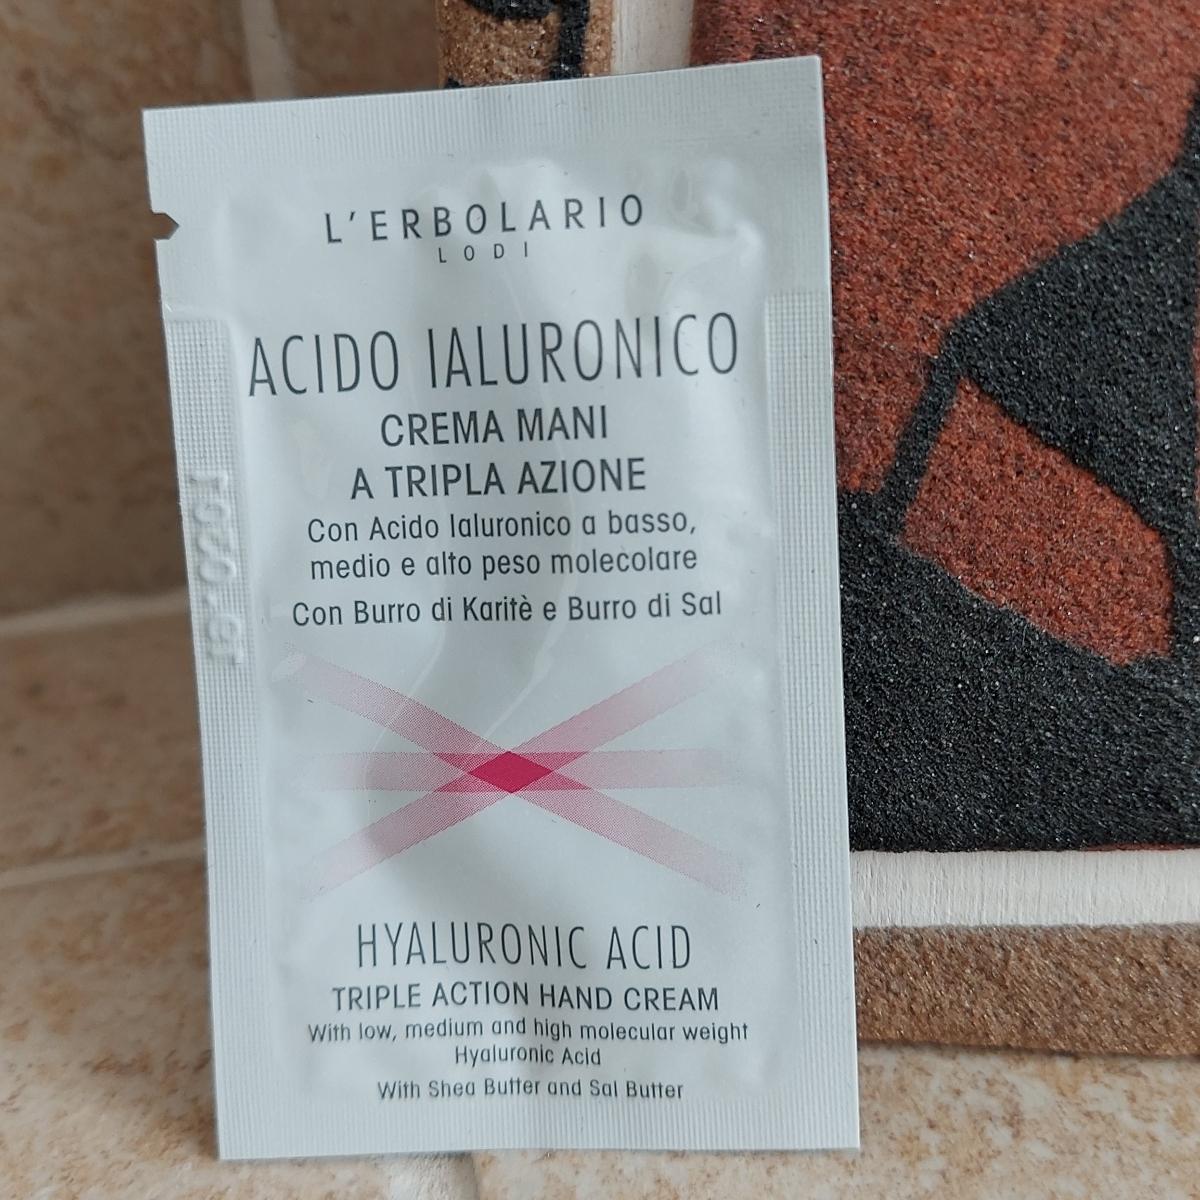 L'ERBOLARIO
LODI
ACIDO IALURONICO
CREMA MANI
A TRIPLA AZIONE
Con Acido Ialuronico a basso,
medio e alto peso molecolare
Con Burro di Karitè e Burro di Sal
HYALURONIC ACID
TRIPLE ACTION HAND CREAM
With low, medium and high molecular weight
Hyaluronic Acid
With Shea Butter and Sal Butter